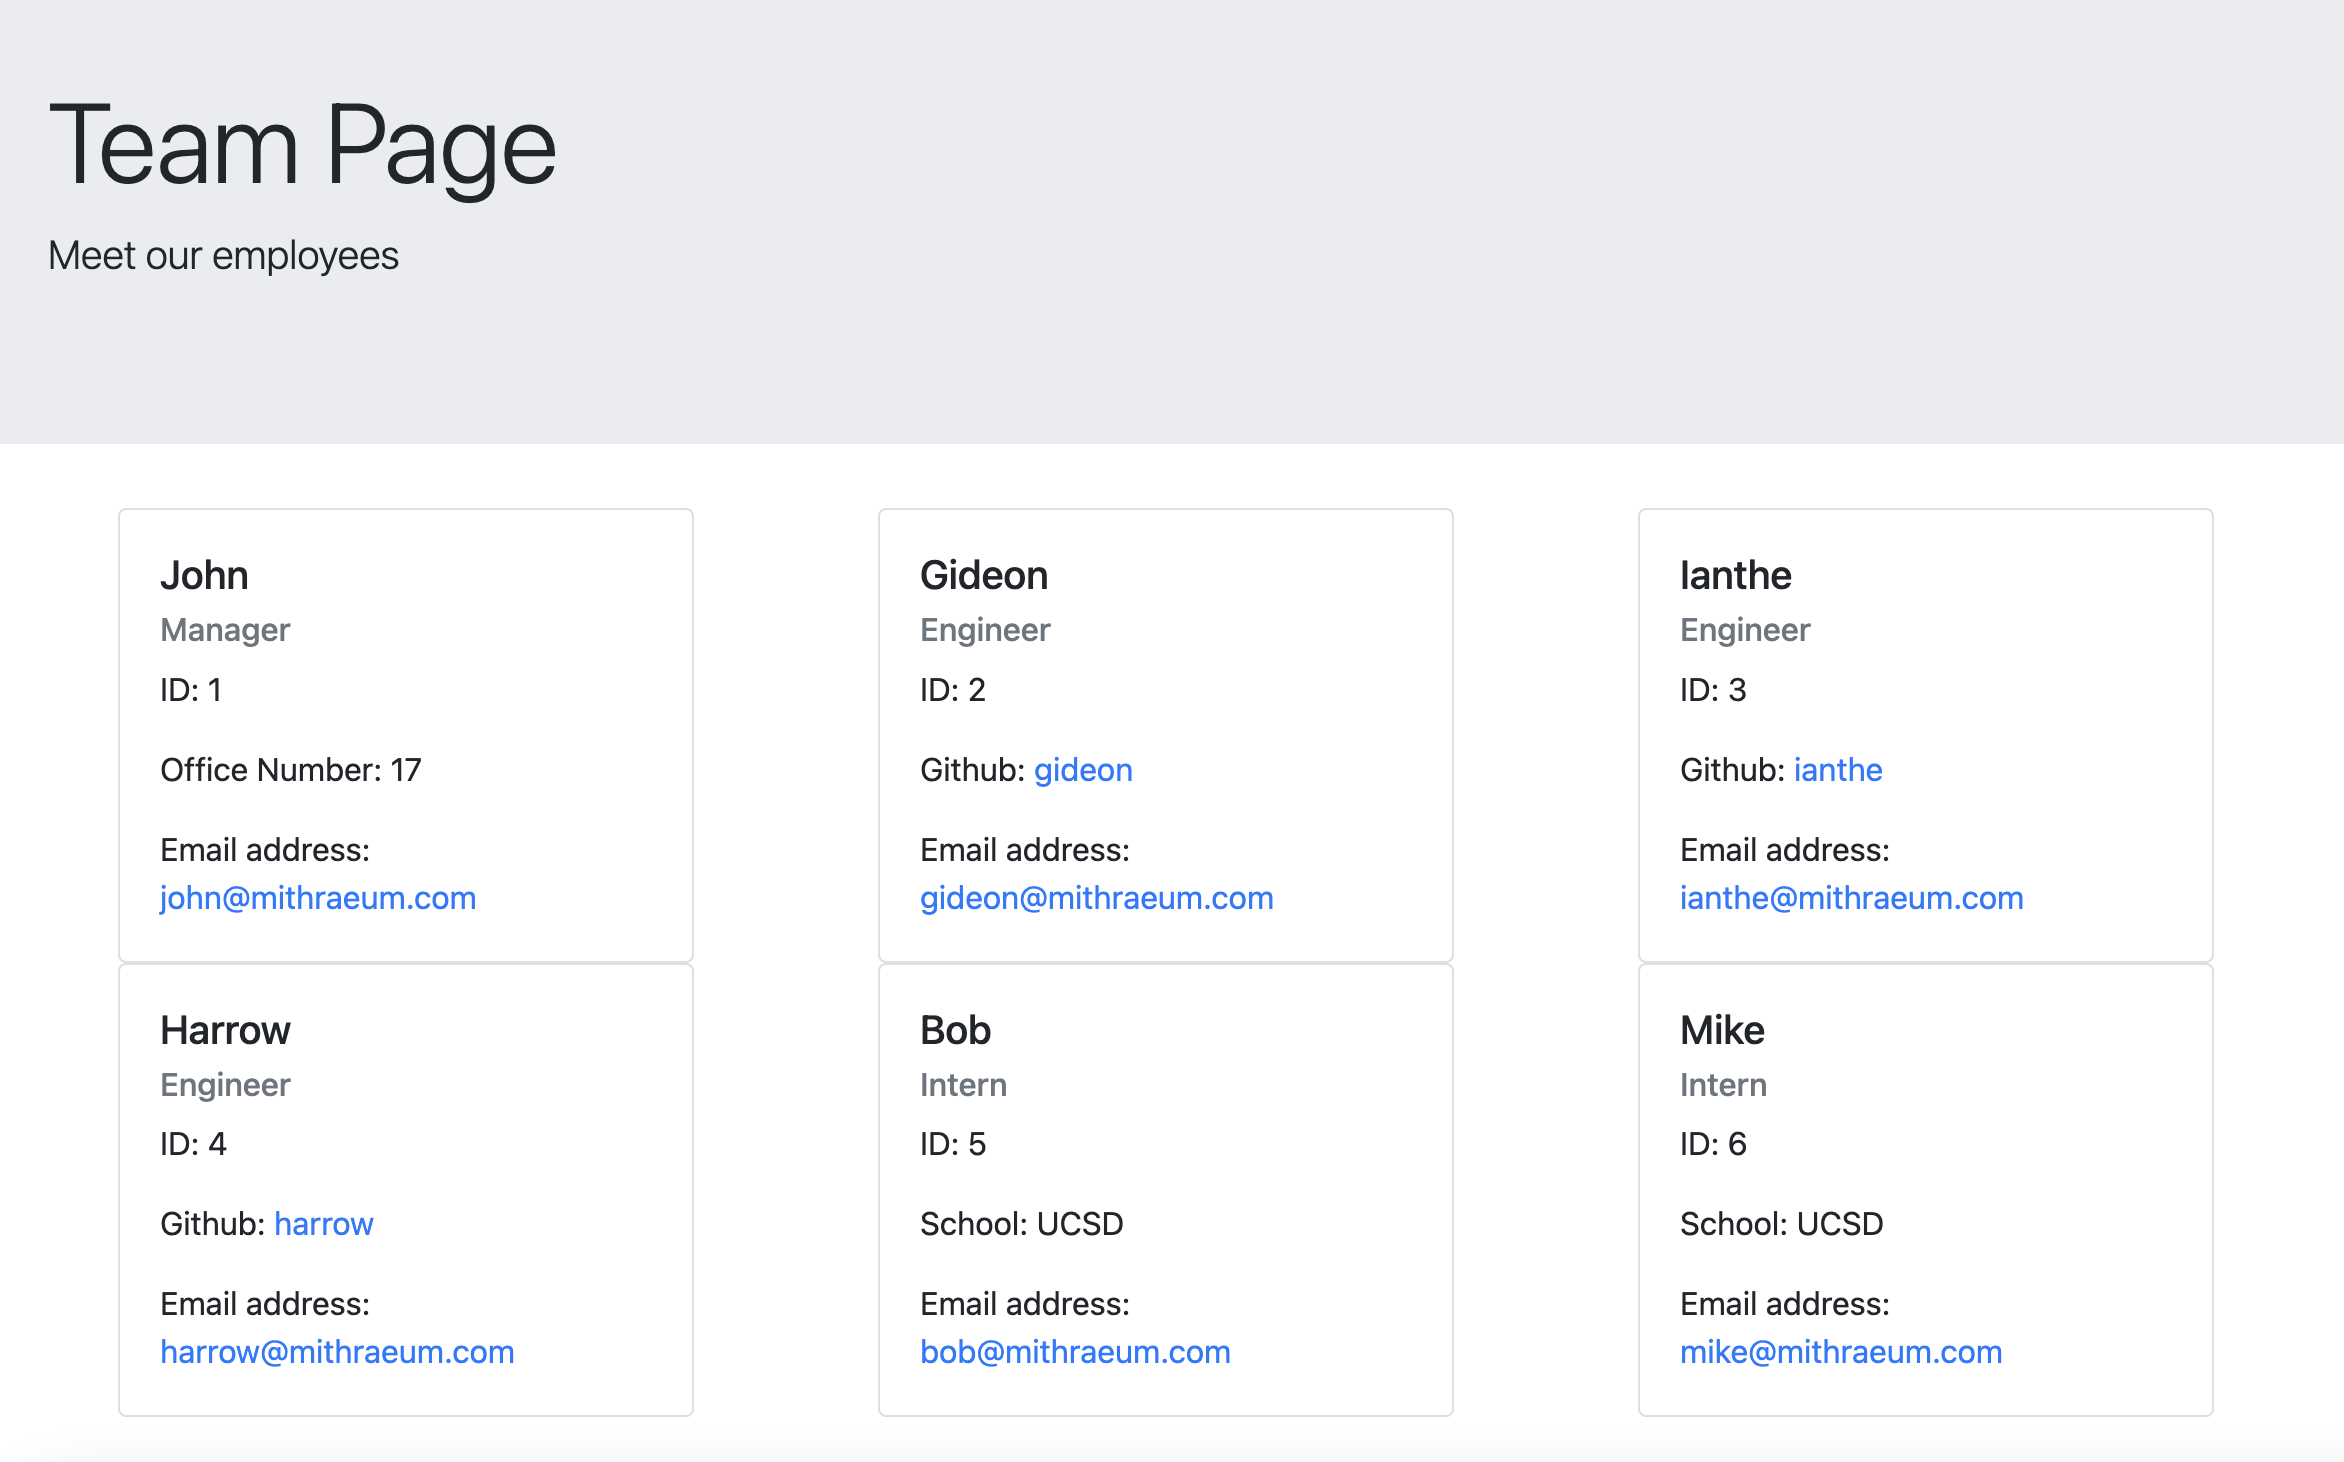 Team Page
Meet our employees
John
Manager
ID: 1
Office Number: 17
Email address:
john@mithraeum.com
Gideon
Engineer
ID: 2
Github: gideon
Email address:
gideon@mithraeum.com
Ianthe
Engineer
ID: 3
Github: ianthe
Email address:
ianthe@mithraeum.com
Harrow
Engineer
ID: 4
Github: harrow
Email address:
harrow@mithraeum.com
Bob
Intern
ID: 5
School: UCSD
Email address:
bob@mithraeum.com
Mike
Intern
ID: 6
School: UCSD
Email address:
mike@mithraeum.com